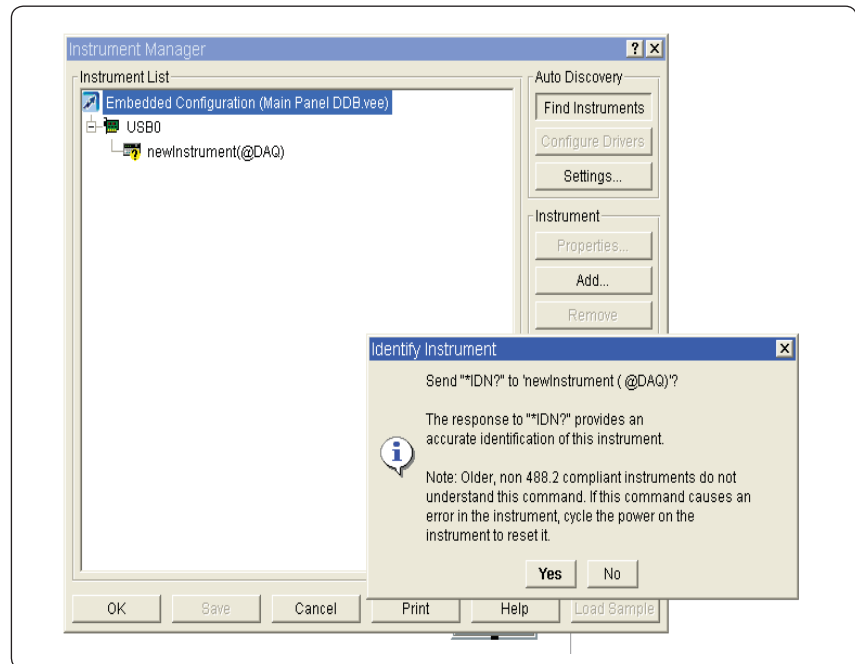 Instrument Manager
Instrument List
Embedded Configuration (Main Panel DDB.vee)
USB0
newInstrument(@DAQ)
Auto Discovery
Find Instruments
Configure Drivers
Settings...
Instrument
Properties...
Add...
Remove
Identify Instrument
Send "*IDN?" to 'newInstrument ( @DAQ)'?
The response to "*IDN?" provides an
accurate identification of this instrument.
Note: Older, non 488.2 compliant instruments do not
understand this command. If this command causes an
error in the instrument, cycle the power on the
instrument to reset it.
Yes
No
OK
Save
Cancel
Print
Help
Load Sample